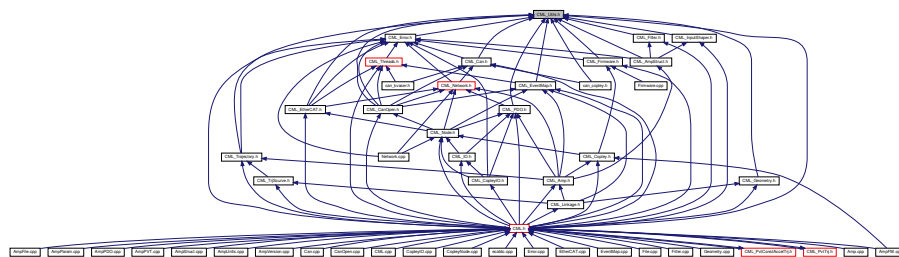 CML_Utils.h
CML_Error.h
CML_Filter.h
CML_InputShaper.h
CML_Threads.h
CML_Can.h
CML_Firmware.h
CML_AmpStruct.h
can_kvaser.h
CML_Network.h
CML_EventMap.h
can_copley.h
Firmware.cpp
CML_EtherCAT.h
CML_CanOpen.h
CML_PDO.h
CML_Node.h
CML_Trajectory.h
Network.cpp
CML_IO.h
CML_Copley.h
CML_TrjScurve.h
CML_CopleyIO.h
CML_Amp.h
CML_Geometry.h
CML_Linkage.h
CML.h
AmpFile.cpp
AmpParam.cpp
AmpPDO.cpp
AmpPVT.cpp
AmpStruct.cpp
AmpUnits.cpp
AmpVersion.cpp
Can.cpp
CanOpen.cpp
CML.cpp
CopleyIO.cpp
CopleyNode.cpp
ecatdc.cpp
Error.cpp
EtherCAT.cpp
EventMap.cpp
File.cpp
Filter.cpp
Geometry.cpp
CML_PvtConstAccelTrj.h
CML_PvtTrj.h
Amp.cpp
AmpFW.cpp